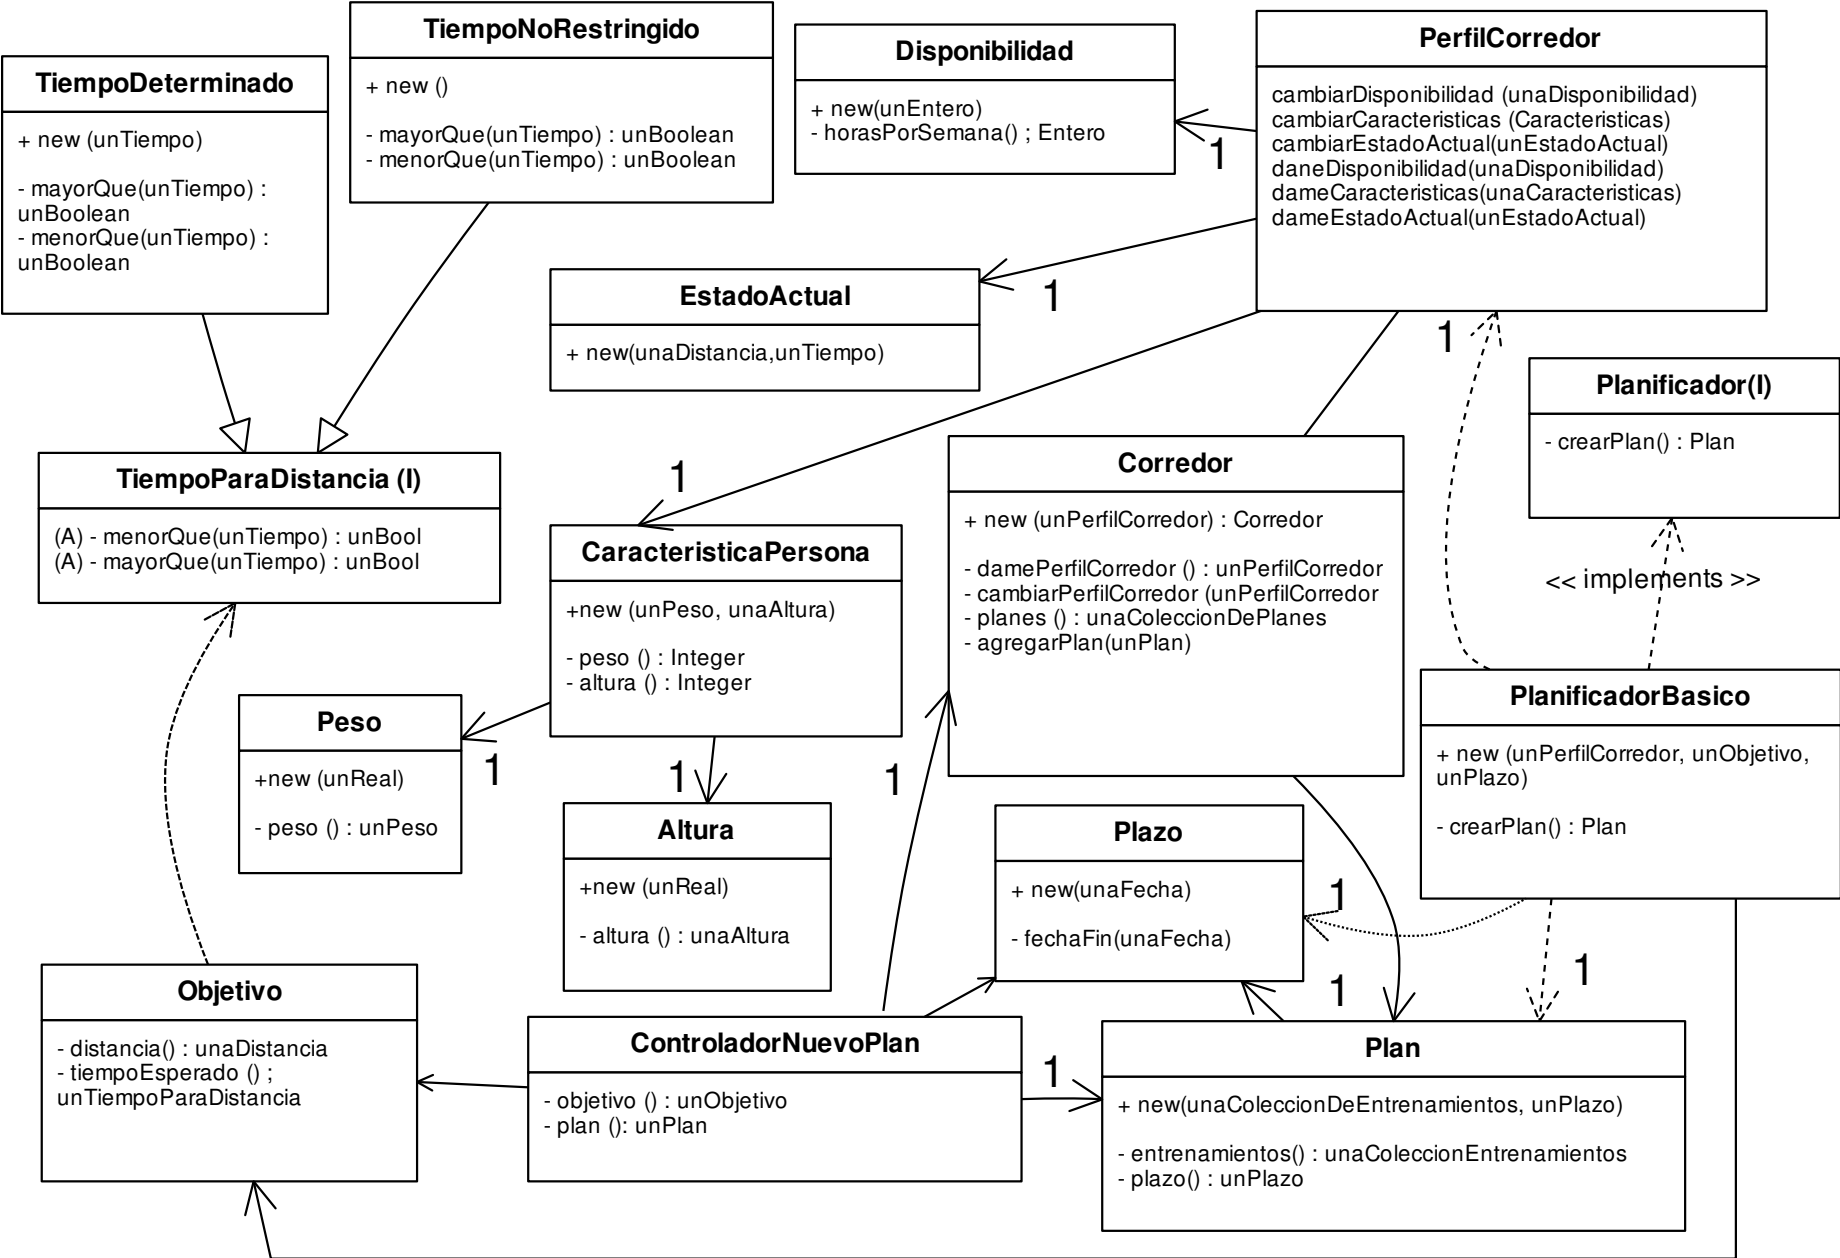 TiempoDeterminado
+ new (unTiempo)
- mayorQue(unTiempo) :
unBoolean
- menorQue(unTiempo) :
unBoolean
TiempoNoRestringido
+ new ()
- mayorQue(unTiempo) : unBoolean
- menorQue(unTiempo) : unBoolean
Disponibilidad
+ new(unEntero)
- horasPorSemana() ; Entero
1
PerfilCorredor
cambiarDisponibilidad (unaDisponibilidad)
cambiarCaracteristicas (Caracteristicas)
cambiarEstadoActual(unEstadoActual)
daneDisponibilidad(unaDisponibilidad)
dameCaracteristicas(unaCaracteristicas)
dameEstadoActual(unEstadoActual)
EstadoActual
+ new(unaDistancia,unTiempo)
1
1
Planificador(I)
- crearPlan() : Plan
<< implements >>
TiempoParaDistancia (I)
(A) - menorQue(unTiempo) : unBool
(A) - mayorQue(unTiempo) : unBool
1
CaracteristicaPersona
+new (unPeso, unaAltura)
- peso () : Integer
- altura () : Integer
Corredor
+ new (unPerfilCorredor) : Corredor
- damePerfilCorredor () : unPerfilCorredor
- cambiarPerfilCorredor (unPerfilCorredor
- planes () : unaColeccionDePlanes
- agregarPlan(unPlan)
PlanificadorBasico
+ new (unPerfilCorredor, unObjetivo,
unPlazo)
- crearPlan() : Plan
Peso
+new (unReal)
- peso () : unPeso
1
1
1
Altura
+new (unReal)
- altura () : unaAltura
Plazo
+ new(unaFecha)
- fechaFin(unaFecha)
1
1
1
Objetivo
- distancia() : unaDistancia
- tiempoEsperado () ;
unTiempoParaDistancia
ControladorNuevoPlan
- objetivo () : unObjetivo
- plan (): unPlan
1
Plan
+ new(unaColeccionDeEntrenamientos, unPlazo)
- entrenamientos() : unaColeccionEntrenamientos
- plazo() : unPlazo